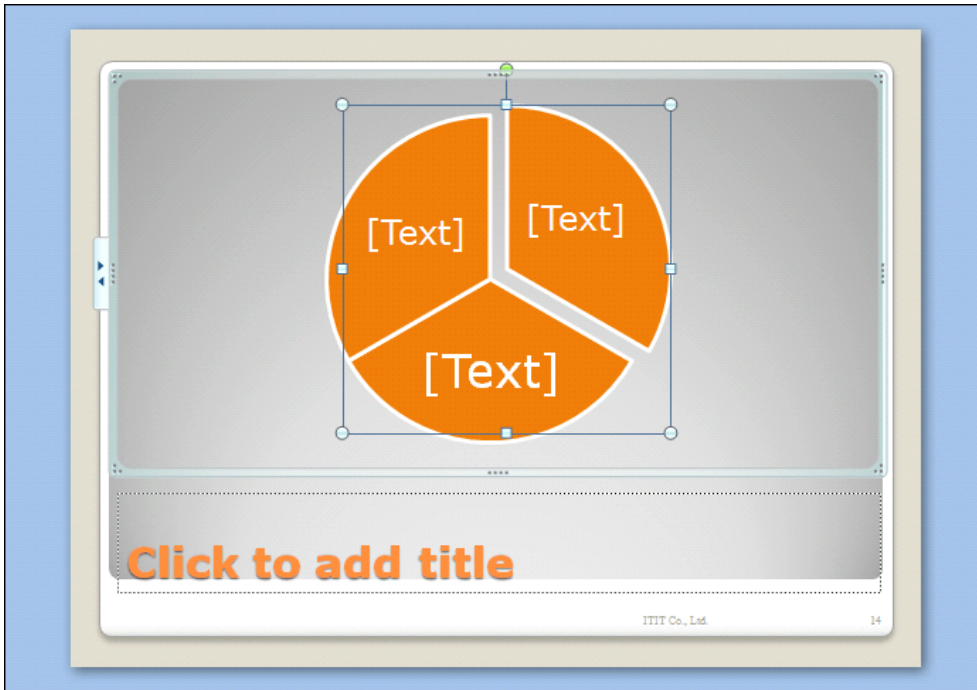 [Text]
[Text]
[Text]
Click to add title
ITIT Co., Ltd.
14